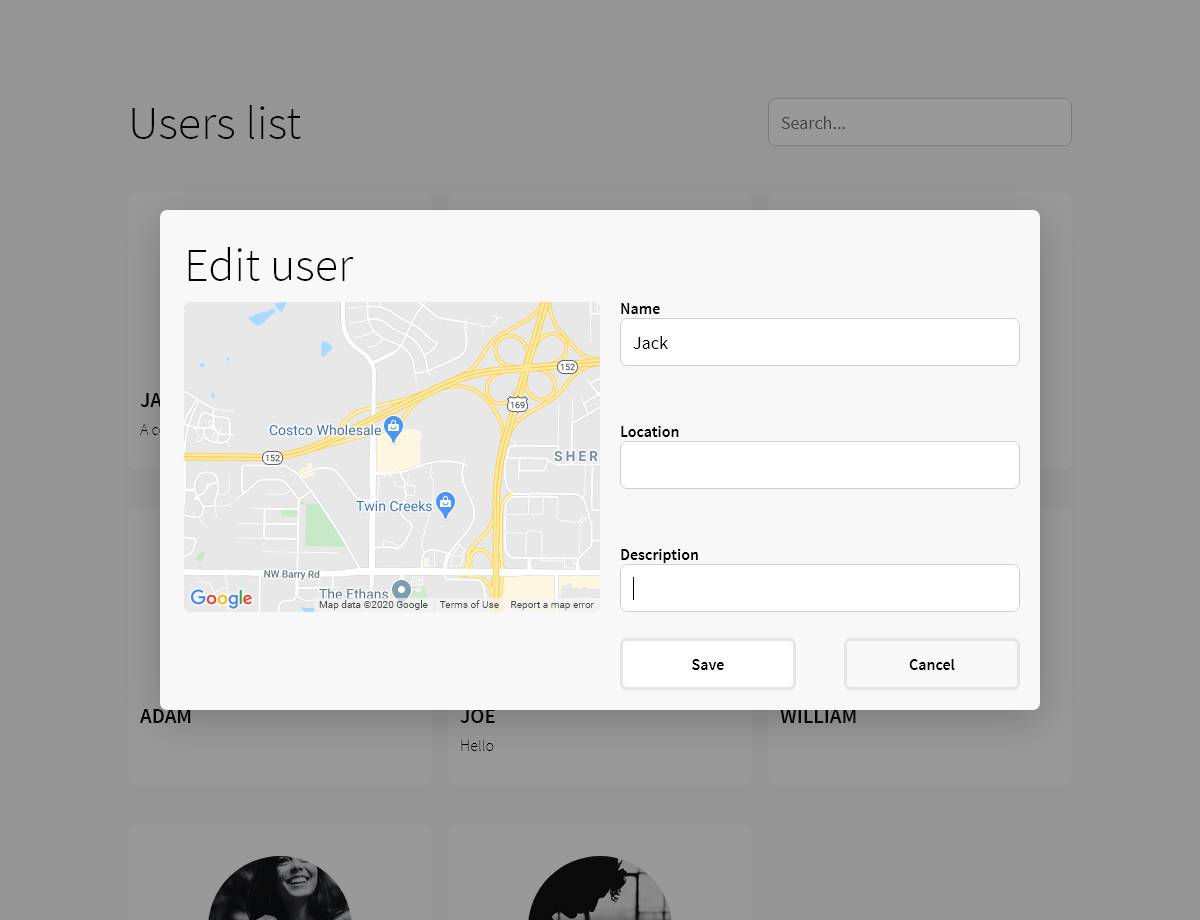 Users list
Search...
Edit user
Name
Jack
152
169
Costco Wholesale
Location
152
SHER
Twin Creeks
Description
NW Barry Rd
The Ethans
Google
Map data ©2020 Google
Terms of Use
Report a map error
Save
Cancel
JA
A co
ADAM
JOE
WILLIAM
Hello